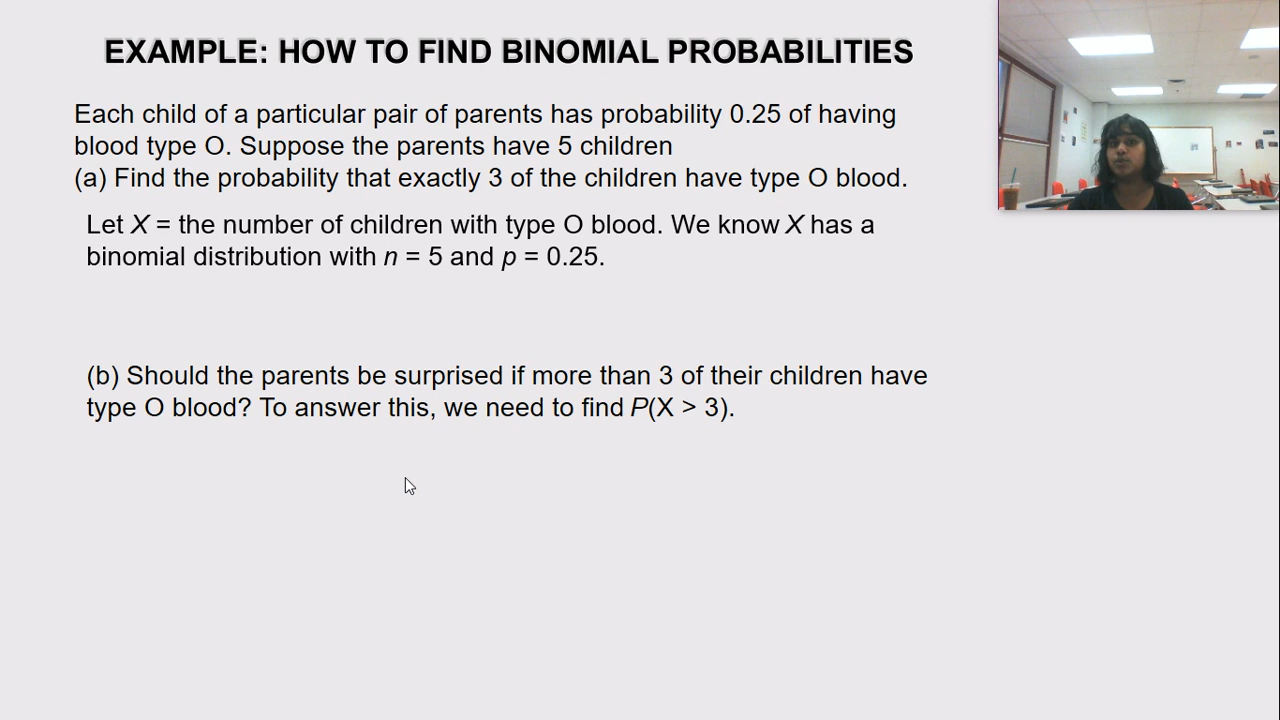 EXAMPLE: HOW TO FIND BINOMIAL PROBABILITIES
Each child of a particular pair of parents has probability 0.25 of having
blood type O. Suppose the parents have 5 children
(a) Find the probability that exactly 3 of the children have type O blood.
Let X = the number of children with type O blood. We know X has a
binomial distribution with n = 5 and p = 0.25.
(b) Should the parents be surprised if more than 3 of their children have
type O blood? To answer this, we need to find P(X > 3).